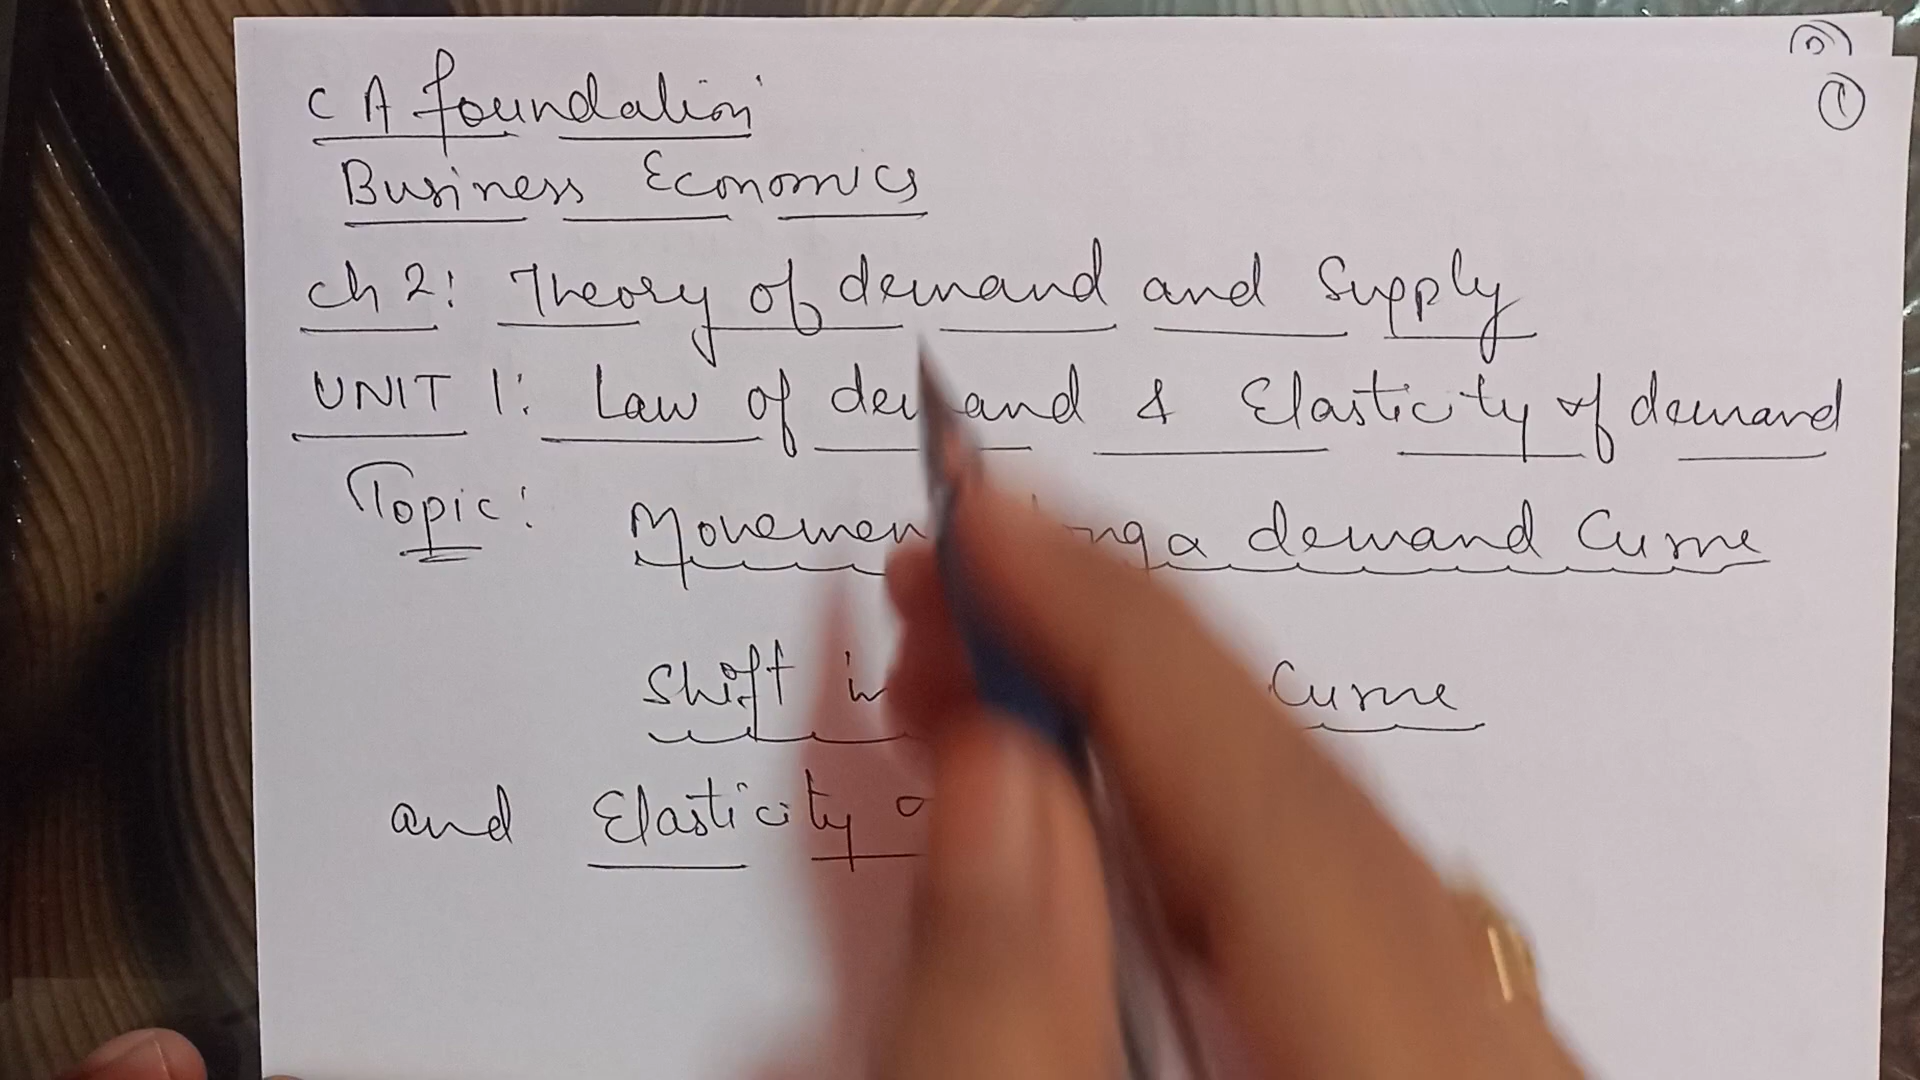 CA foundation
Business Economics
Ch 2: Theory of demand and Supply
UNIT 1: Law of demand & Elasticity of demand
Topic: a demand Curve
Shift in Curve
and Elasticity
1